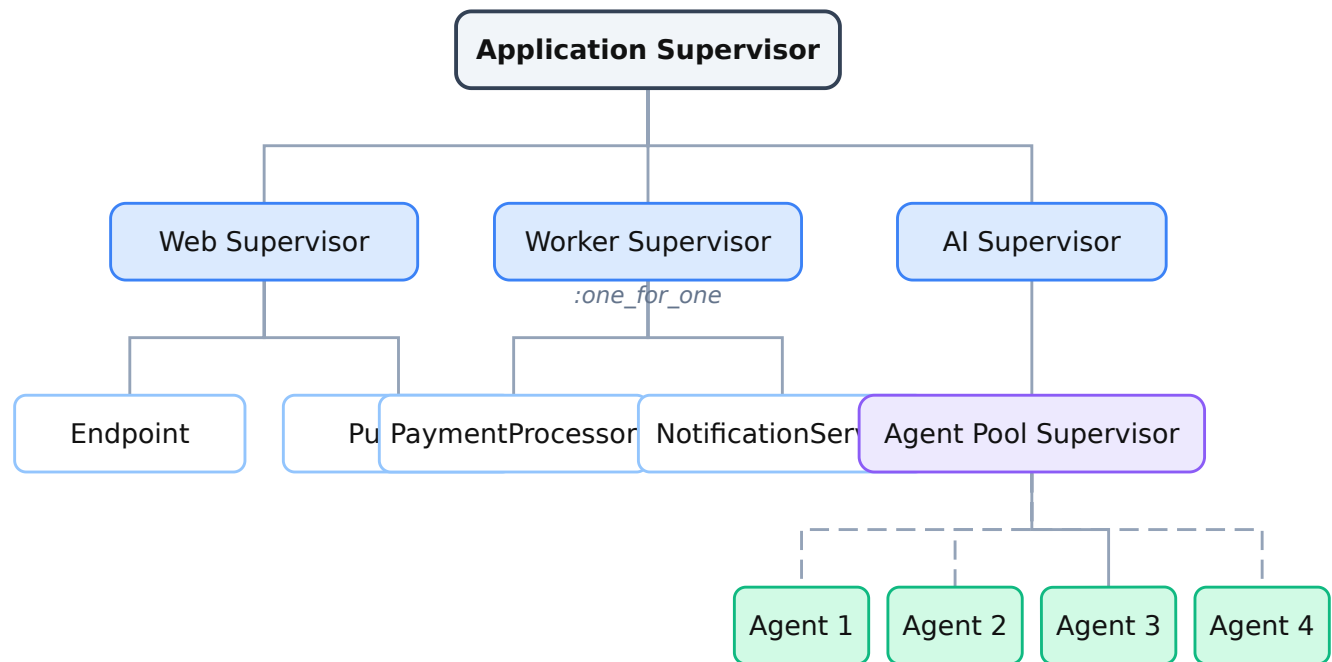 Application Supervisor
Web Supervisor
Worker Supervisor
AI Supervisor
:one_for_one
Endpoint
PaymentProcessor
Agent Pool Supervisor
Agent 1
Agent 2
Agent 3
Agent 4